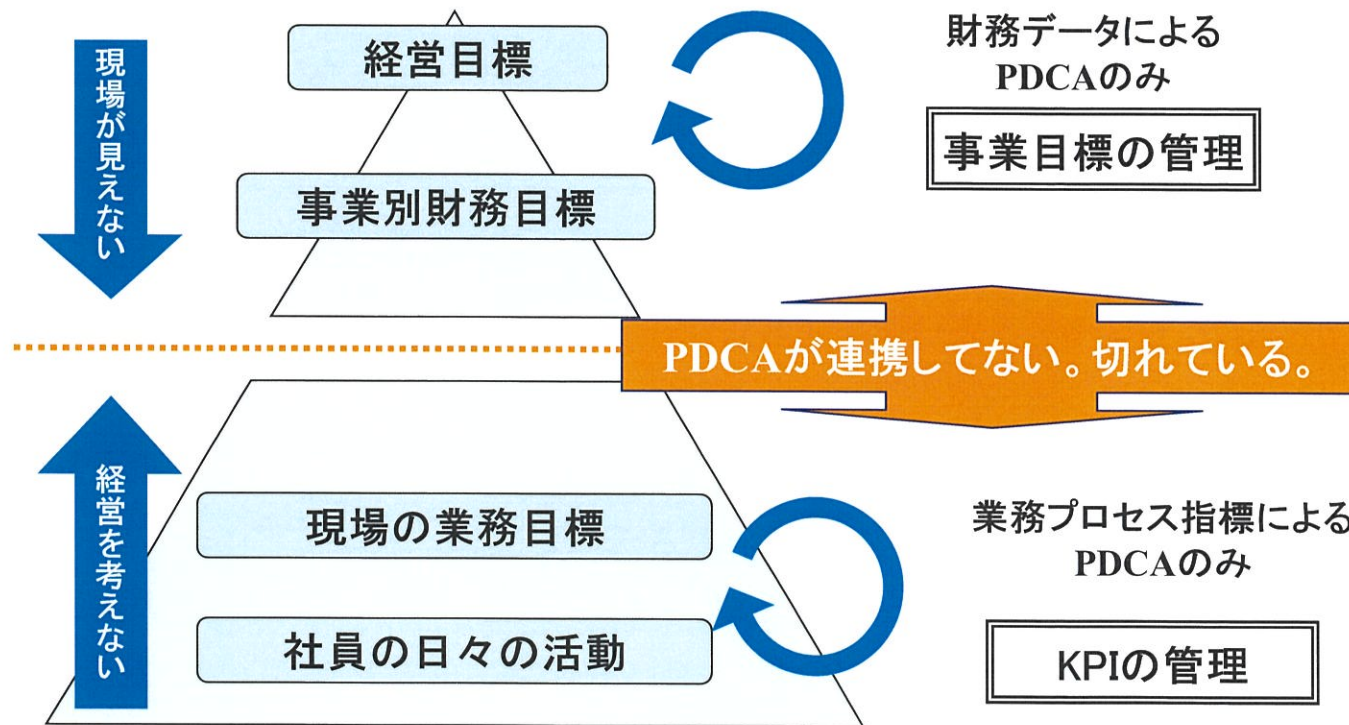 経営目標
財務データによる
PDCAのみ
現場が見えない
事業目標の管理
事業別財務目標
PDCAが連携してない。切れている。
経営を考えない
現場の業務目標
業務プロセス指標による
PDCAのみ
社員の日々の活動
KPIの管理